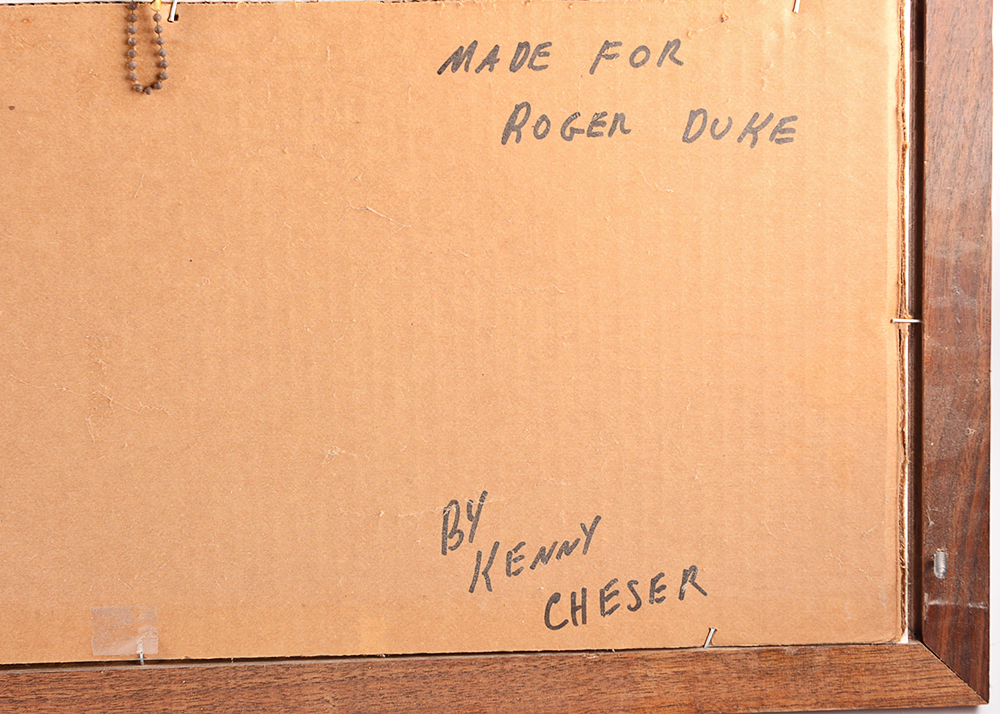 MADE FOR
ROGER DUKE
BY
KENNY
CHESER